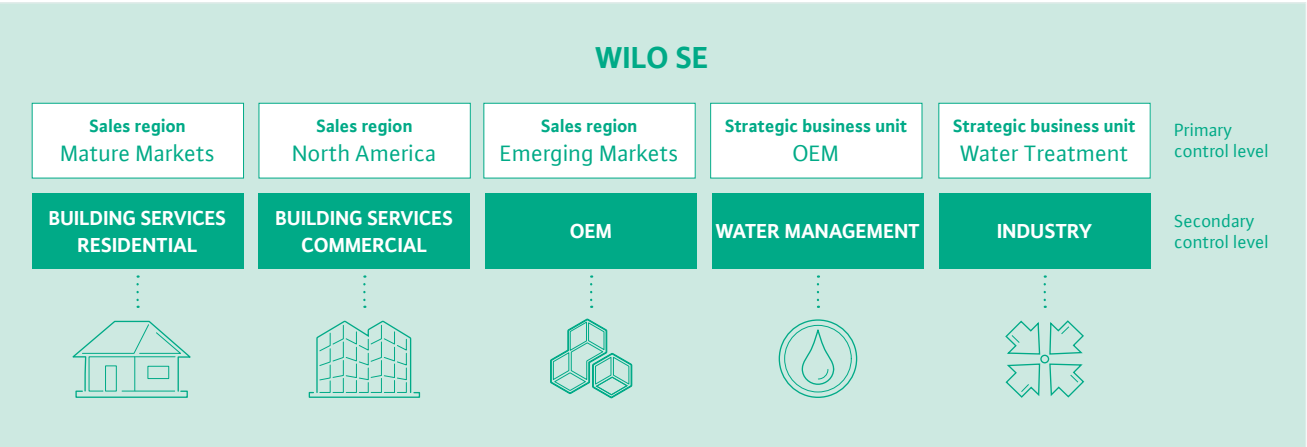 WILO SE
Sales region
Mature Markets
Sales region
North America
Sales region
Emerging Markets
Strategic business unit
OEM
Strategic business unit
Water Treatment
Primary
control level
BUILDING SERVICES
RESIDENTIAL
BUILDING SERVICES
COMMERCIAL
OEM
WATER MANAGEMENT
INDUSTRY
Secondary
control level